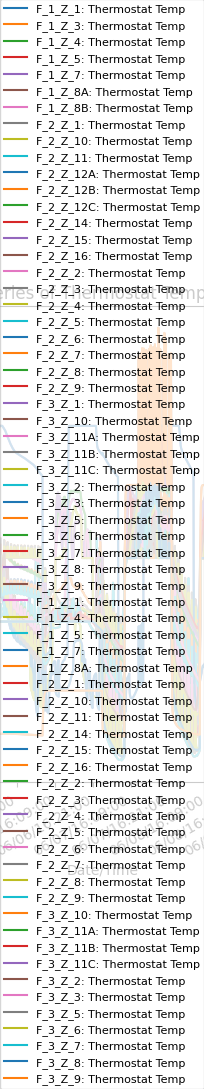 F_1_Z_1: Thermostat Temp
F_1_Z_3: Thermostat Temp
F_1_Z_4: Thermostat Temp
F_1_Z_5: Thermostat Temp
F_1_Z_7: Thermostat Temp
F_1_Z_8A: Thermostat Temp
F_1_Z_8B: Thermostat Temp
F_2_Z_1: Thermostat Temp
F_2_Z_10: Thermostat Temp
F_2_Z_11: Thermostat Temp
F_2_Z_12A: Thermostat Temp
F_2_Z_12B: Thermostat Temp
F_2_Z_12C: Thermostat Temp
F_2_Z_14: Thermostat Temp
F_2_Z_15: Thermostat Temp
F_2_Z_16: Thermostat Temp
F_2_Z_2: Thermostat Temp
F_2_Z_3: Thermostat Temp
F_2_Z_4: Thermostat Temp
F_2_Z_5: Thermostat Temp
F_2_Z_6: Thermostat Temp
F_2_Z_7: Thermostat Temp
F_2_Z_8: Thermostat Temp
F_2_Z_9: Thermostat Temp
F_3_Z_1: Thermostat Temp
F_3_Z_10: Thermostat Temp
F_3_Z_11A: Thermostat Temp
F_3_Z_11B: Thermostat Temp
F_3_Z_11C: Thermostat Temp
F_3_Z_2: Thermostat Temp
F_3_Z_3: Thermostat Temp
F_3_Z_5: Thermostat Temp
F_3_Z_6: Thermostat Temp
F_3_Z_7: Thermostat Temp
F_3_Z_8: Thermostat Temp
F_3_Z_9: Thermostat Temp
F_1_Z_1: Thermostat Temp
F_1_Z_4: Thermostat Temp
F_1_Z_5: Thermostat Temp
F_1_Z_7: Thermostat Temp
F_1_Z_8A: Thermostat Temp
F_2_Z_1: Thermostat Temp
F_2_Z_10: Thermostat Temp
F_2_Z_11: Thermostat Temp
F_2_Z_14: Thermostat Temp
F_2_Z_15: Thermostat Temp
F_2_Z_16: Thermostat Temp
F_2_Z_2: Thermostat Temp
F_2_Z_3: Thermostat Temp
F_2_Z_4: Thermostat Temp
F_2_Z_5: Thermostat Temp
F_2_Z_6: Thermostat Temp
F_2_Z_7: Thermostat Temp
F_2_Z_8: Thermostat Temp
F_2_Z_9: Thermostat Temp
F_3_Z_10: Thermostat Temp
F_3_Z_11A: Thermostat Temp
F_3_Z_11B: Thermostat Temp
F_3_Z_11C: Thermostat Temp
F_3_Z_2: Thermostat Temp
F_3_Z_3: Thermostat Temp
F_3_Z_5: Thermostat Temp
F_3_Z_6: Thermostat Temp
F_3_Z_7: Thermostat Temp
F_3_Z_8: Thermostat Temp
F_3_Z_9: Thermostat Temp